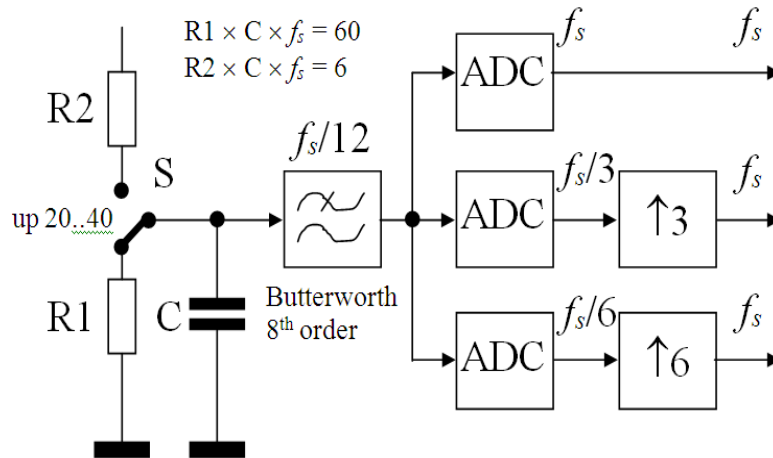 R1 × C × fs = 60
R2 × C × fs = 6
R2
S
up 20..40
R1
C
fs/12
Butterworth
8th order
ADC
fs
fs
ADC
fs/3
↑3
fs
ADC
fs/6
↑6
fs